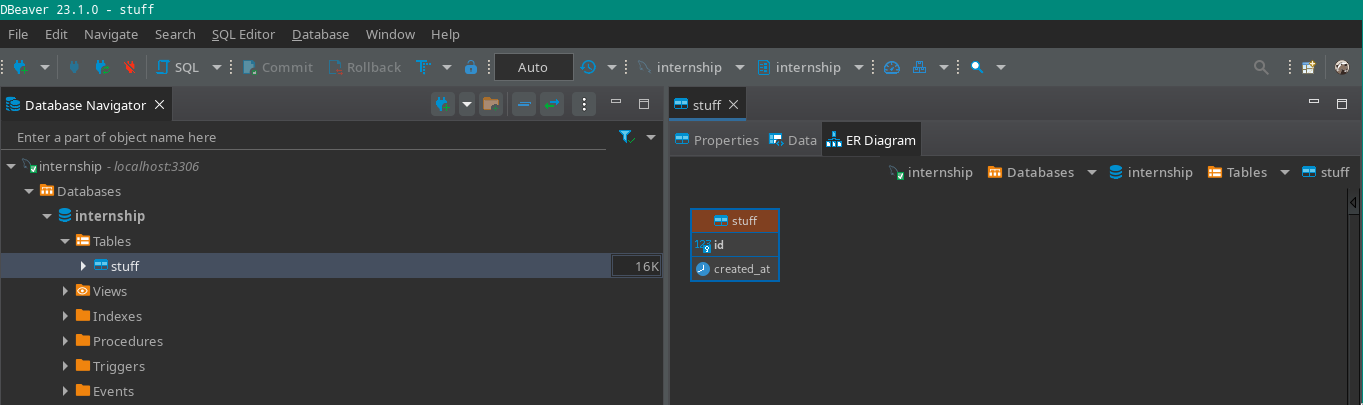 DBeaver 23.1.0 - stuff
File Edit Navigate Search SQL Editor Database Window Help
SQL Commit Rollback Auto internship internship
Database Navigator
Enter a part of object name here
internship - localhost:3306
Databases
internship
Tables
stuff 16K
Views
Indexes
Procedures
Triggers
Events
stuff
Properties Data ER Diagram
internship Databases internship Tables stuff
stuff
123 id
created_at